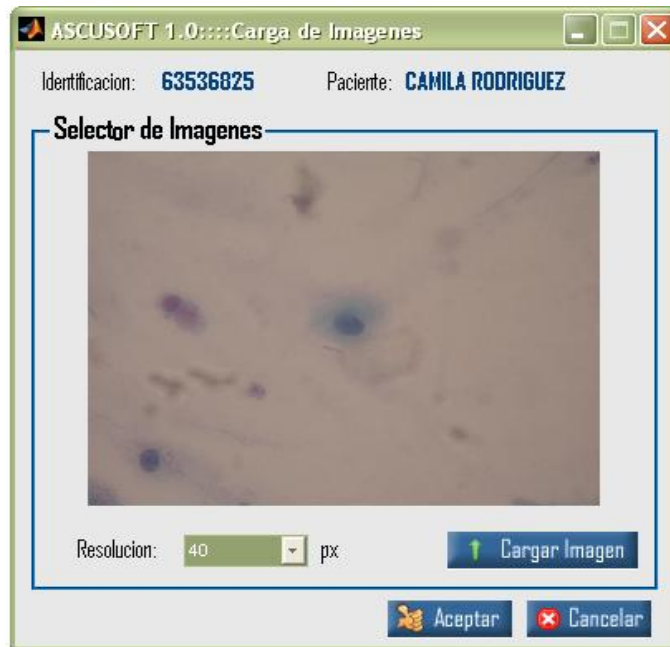 ASCUSOFT 1.0::::Carga de Imagenes
Identificacion: 63536825 Paciente: CAMILA RODRIGUEZ
Selector de Imagenes
Resolucion: 40 px Cargar Imagen
Aceptar Cancelar